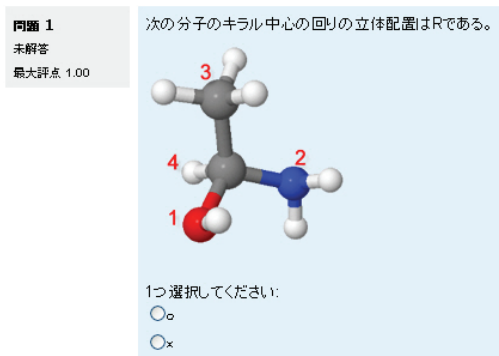 問題 1
未解答
最大評点 1.00
次の分子のキラル中心の回りの立体配置はRである。
3
4
2
1
1つ選択してください:
o
x